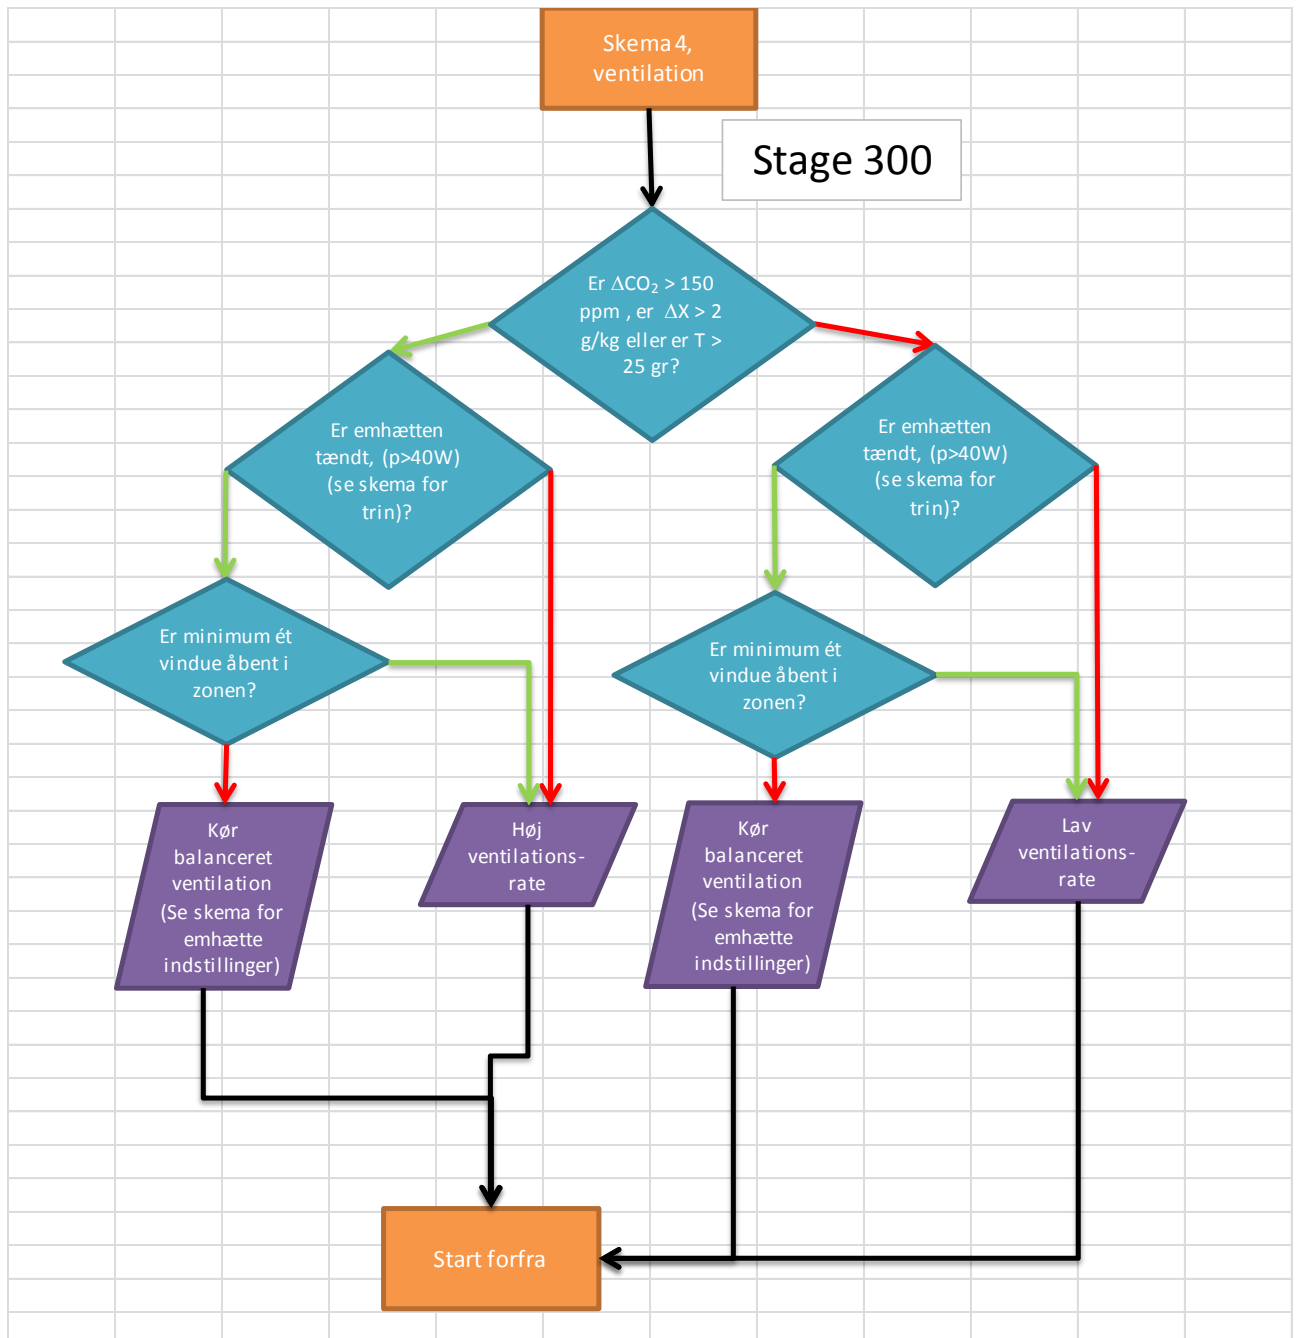 Skema 4,
ventilation
Stage 300
Er ΔCO₂ > 150
ppm , er ΔX > 2
g/kg eller er T >
25 gr?
Er emhætten
tændt, (p>40W)
(se skema for
trin)?
Er emhætten
tændt, (p>40W)
(se skema for
trin)?
Er minimum ét
vindue åbent i
zonen?
Er minimum ét
vindue åbent i
zonen?
Kør
balanceret
ventilation
(Se skema for
emhætte
indstillinger)
Høj
ventilations-
rate
Kør
balanceret
ventilation
(Se skema for
emhætte
indstillinger)
Lav
ventilations-
rate
Start forfra